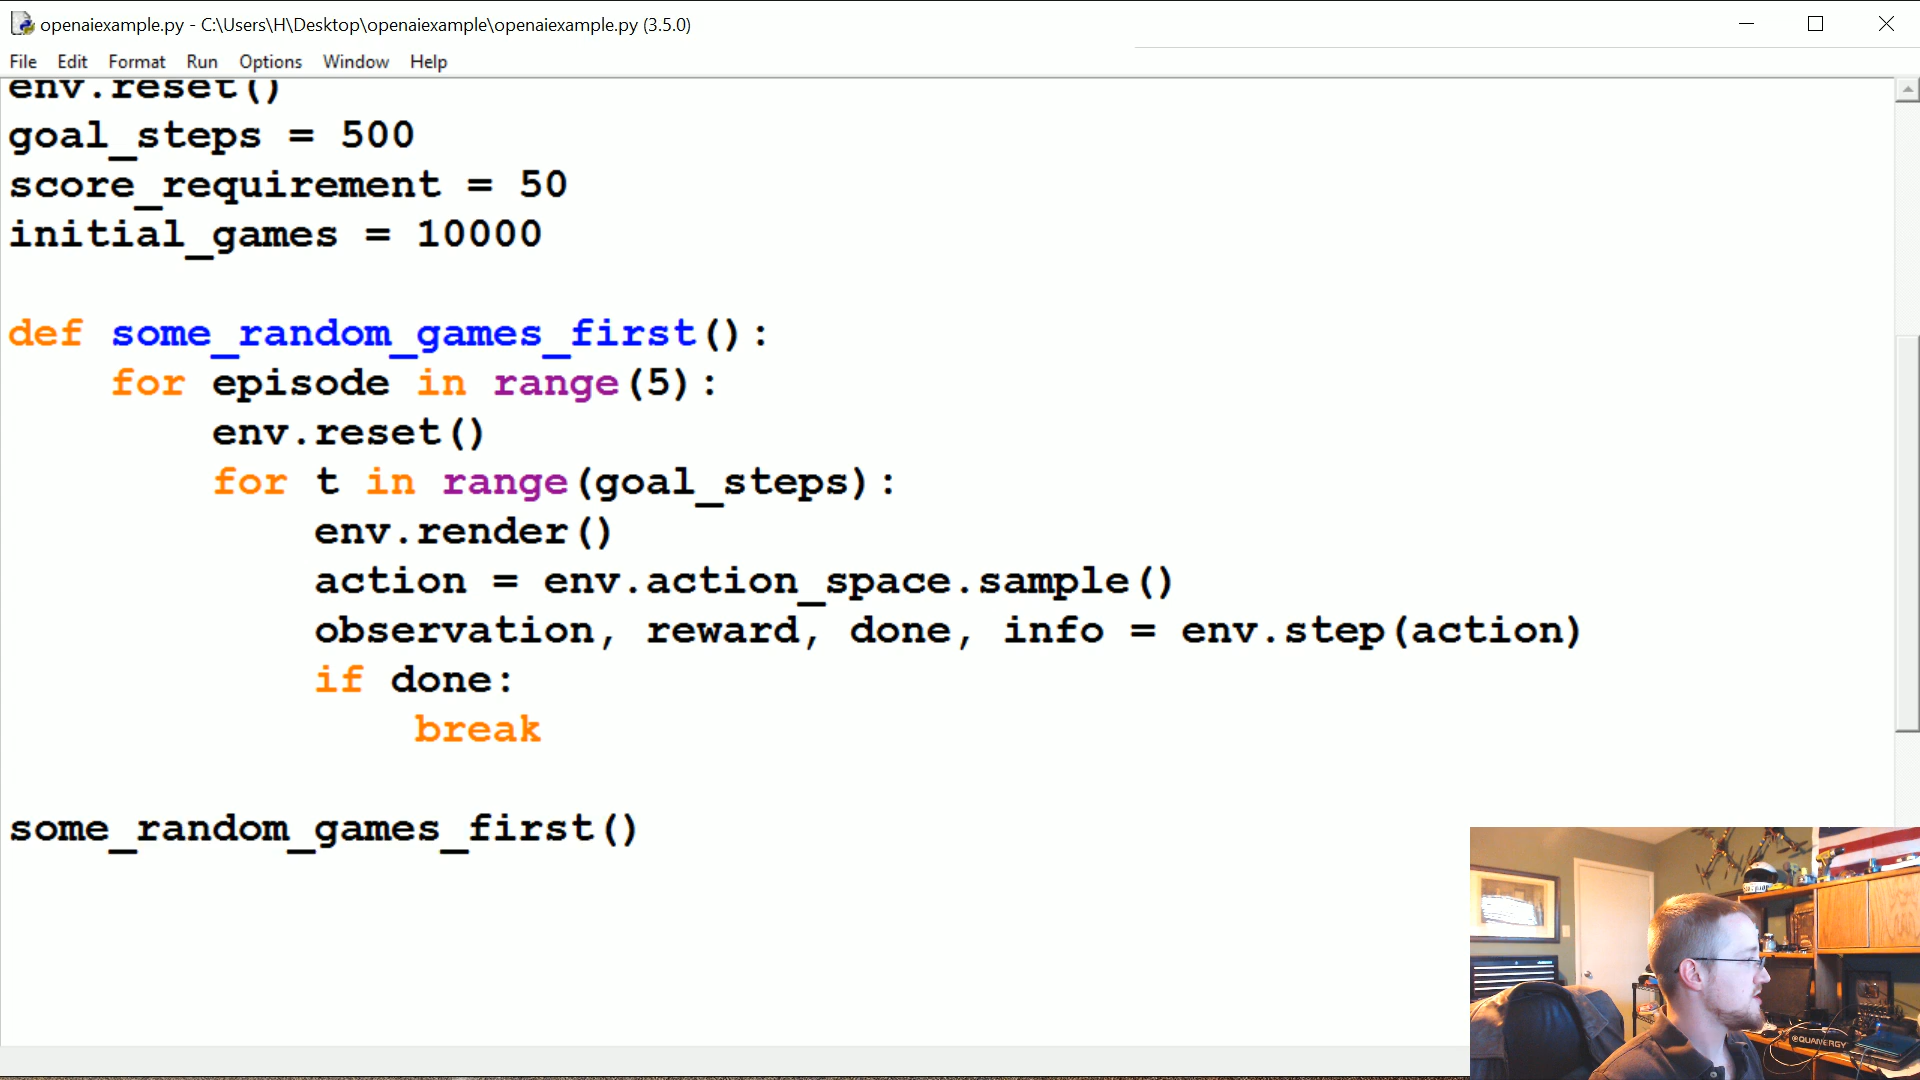 openaiexample.py - C:\Users\H\Desktop\openaiexample\openaiexample.py (3.5.0)
File Edit Format Run Options Window Help
env.reset()
goal_steps = 500
score_requirement = 50
initial_games = 10000
def some_random_games_first():
for episode in range(5):
env.reset()
for t in range(goal_steps):
env.render()
action = env.action_space.sample()
observation, reward, done, info = env.step(action)
if done:
break
some_random_games_first()
QUANERGY